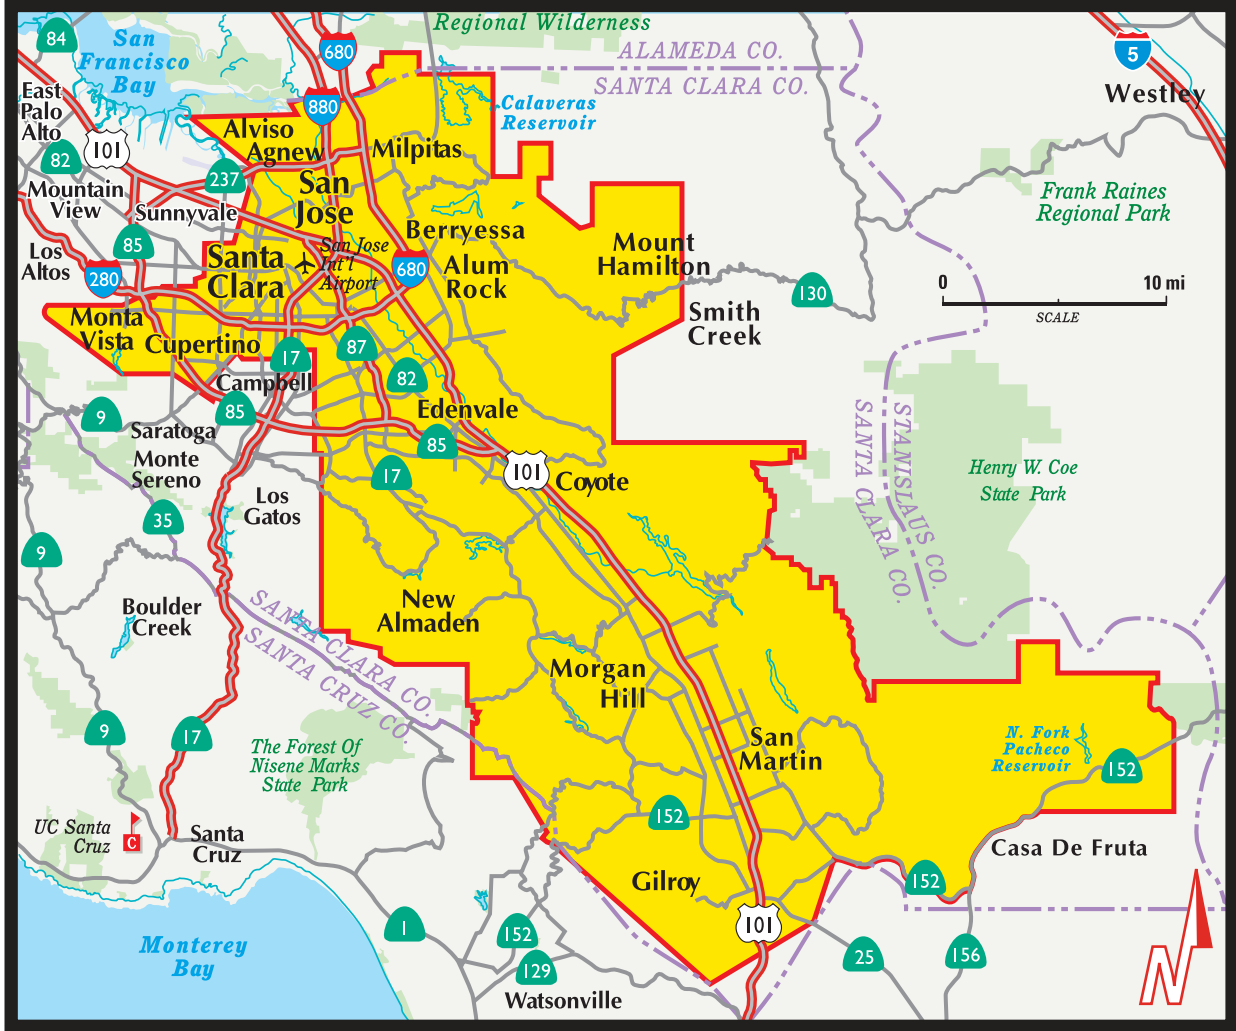 Regional Wilderness
84
San
Francisco
Bay
680
ALAMEDA CO.
SANTA CLARA CO.
5
Westley
East
Palo
Alto
880
Calaveras
Reservoir
101
Alviso
Agnew
Milpitas
82
237
Mountain
View
Sunnyvale
San
Jose
Frank Raines
Regional Park
Berryessa
85
Los
Altos
Santa
Clara
San Jose
Int'l
Airport
Mount
Hamilton
280
680
Alum
Rock
130
0
10 mi
SCALE
Smith
Creek
Monta
Vista
Cupertino
17
87
82
Campbell
9
85
Edenvale
Saratoga
85
Monte
Sereno
17
101
Coyote
SANTA CLARA CO.
STANISLAUS CO.
Henry W. Coe
State Park
Los
Gatos
35
9
Boulder
Creek
New
Almaden
SANTA CLARA CO.
SANTA CRUZ CO.
Morgan
Hill
9
17
San
Martin
The Forest Of
Nisene Marks
State Park
N. Fork
Pacheco
Reservoir
152
152
UC Santa
Cruz
C
Santa
Cruz
Casa De Fruta
Gilroy
152
1
101
152
25
156
Monterey
Bay
129
Watsonville
N